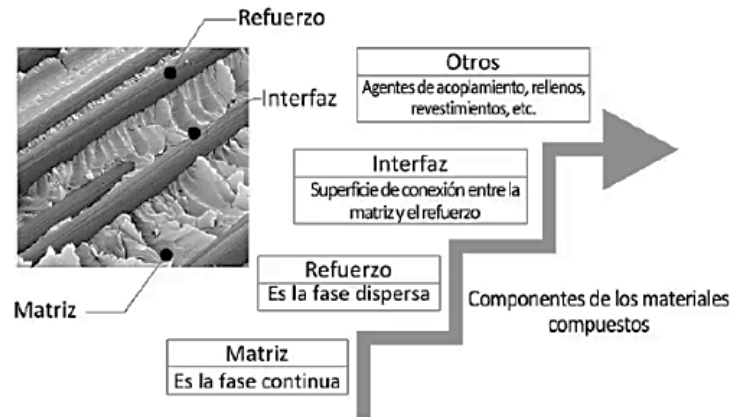 Refuerzo
Interfaz
Matriz
Otros
Agentes de acoplamiento, rellenos,
revestimientos, etc.
Interfaz
Superficie de conexión entre la
matriz y el refuerzo
Refuerzo
Es la fase dispersa
Matriz
Es la fase continua
Componentes de los materiales
compuestos